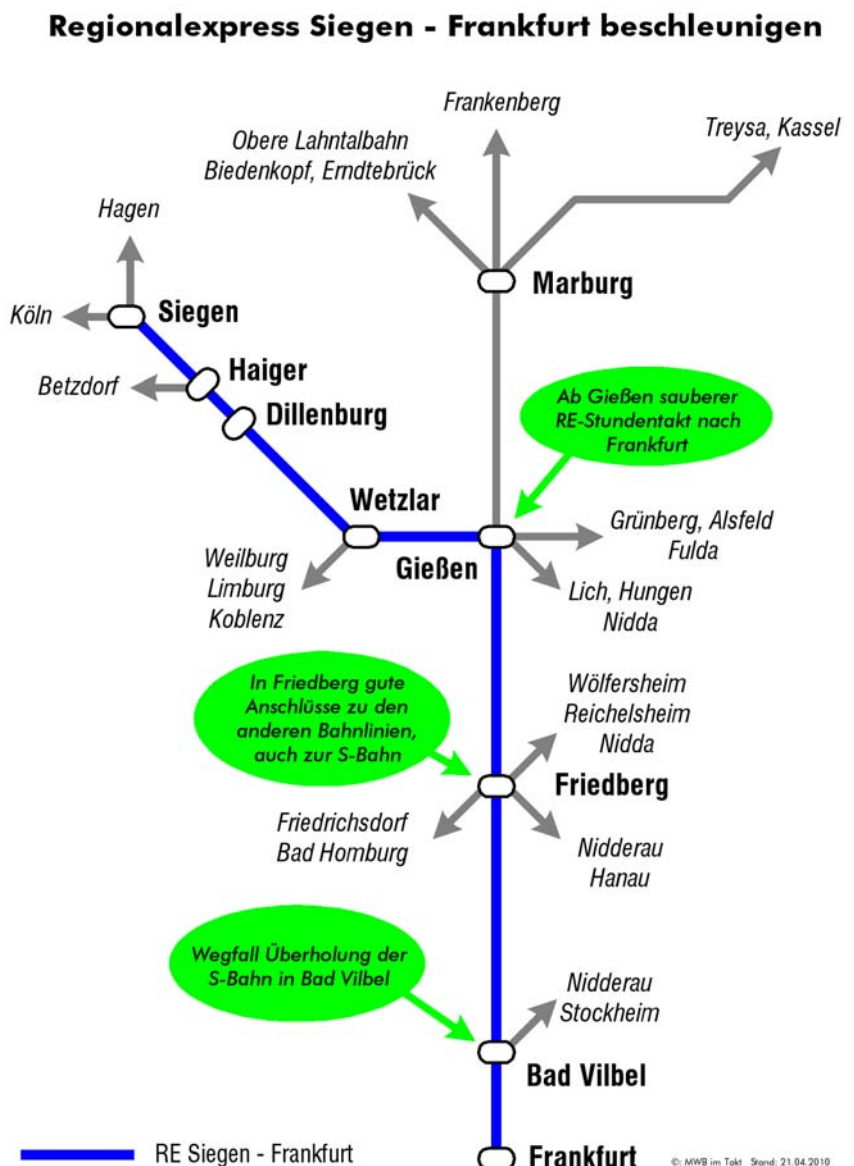 Regionalexpress Siegen - Frankfurt beschleunigen
Frankenberg
Obere Lahntalbahn
Biedenkopf, Erndtebrück
Treysa, Kassel
Hagen
Marburg
Köln
Siegen
Haiger
Betzdorf
Dillenburg
Ab Gießen sauberer
RE-Stundentakt nach
Frankfurt
Wetzlar
Gießen
Grünberg, Alsfeld
Fulda
Weilburg
Limburg
Koblenz
Lich, Hungen
Nidda
In Friedberg gute
Anschlüsse zu den
anderen Bahnlinien,
auch zur S-Bahn
Wölfersheim
Reichelsheim
Nidda
Friedberg
Friedrichsdorf
Bad Homburg
Nidderau
Hanau
Wegfall Überholung der
S-Bahn in Bad Vilbel
Nidderau
Stockheim
Bad Vilbel
RE Siegen - Frankfurt
Frankfurt
©: MWB im Takt Stand: 21.04.2010